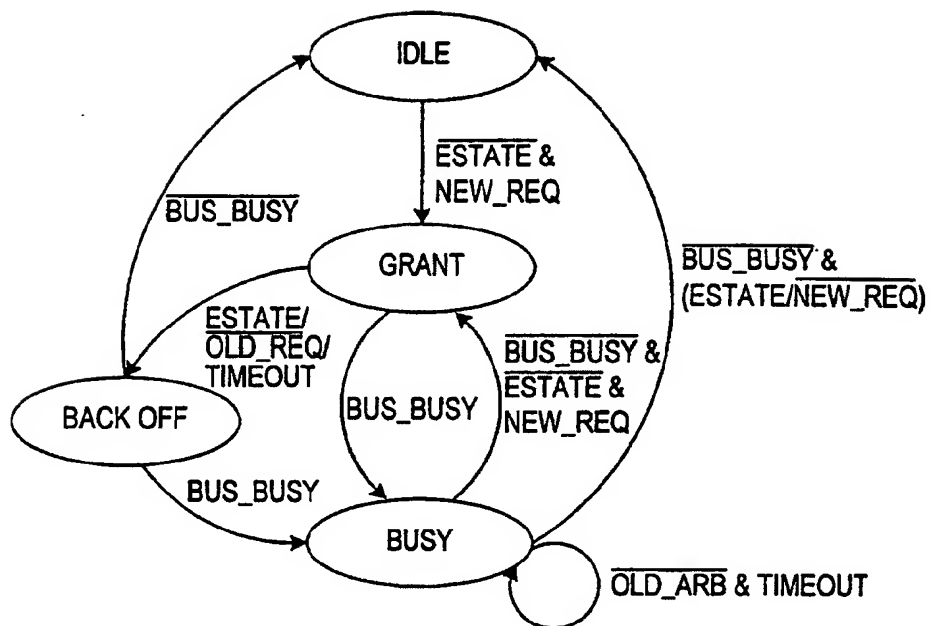 IDLE
ESTATE &
NEW_REQ
BUS_BUSY
GRANT
BUS_BUSY &
(ESTATE/NEW_REQ)
ESTATE/
OLD_REQ/
TIMEOUT
BUS_BUSY &
ESTATE &
NEW_REQ
BUS_BUSY
BACK OFF
BUS_BUSY
BUSY
OLD_ARB & TIMEOUT